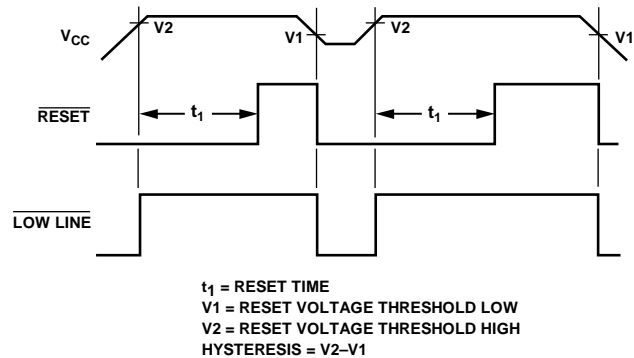 V2 V1 V2 V1
VCC
t1 t1
RESET
LOW LINE
t1 = RESET TIME
V1 = RESET VOLTAGE THRESHOLD LOW
V2 = RESET VOLTAGE THRESHOLD HIGH
HYSTERESIS = V2–V1